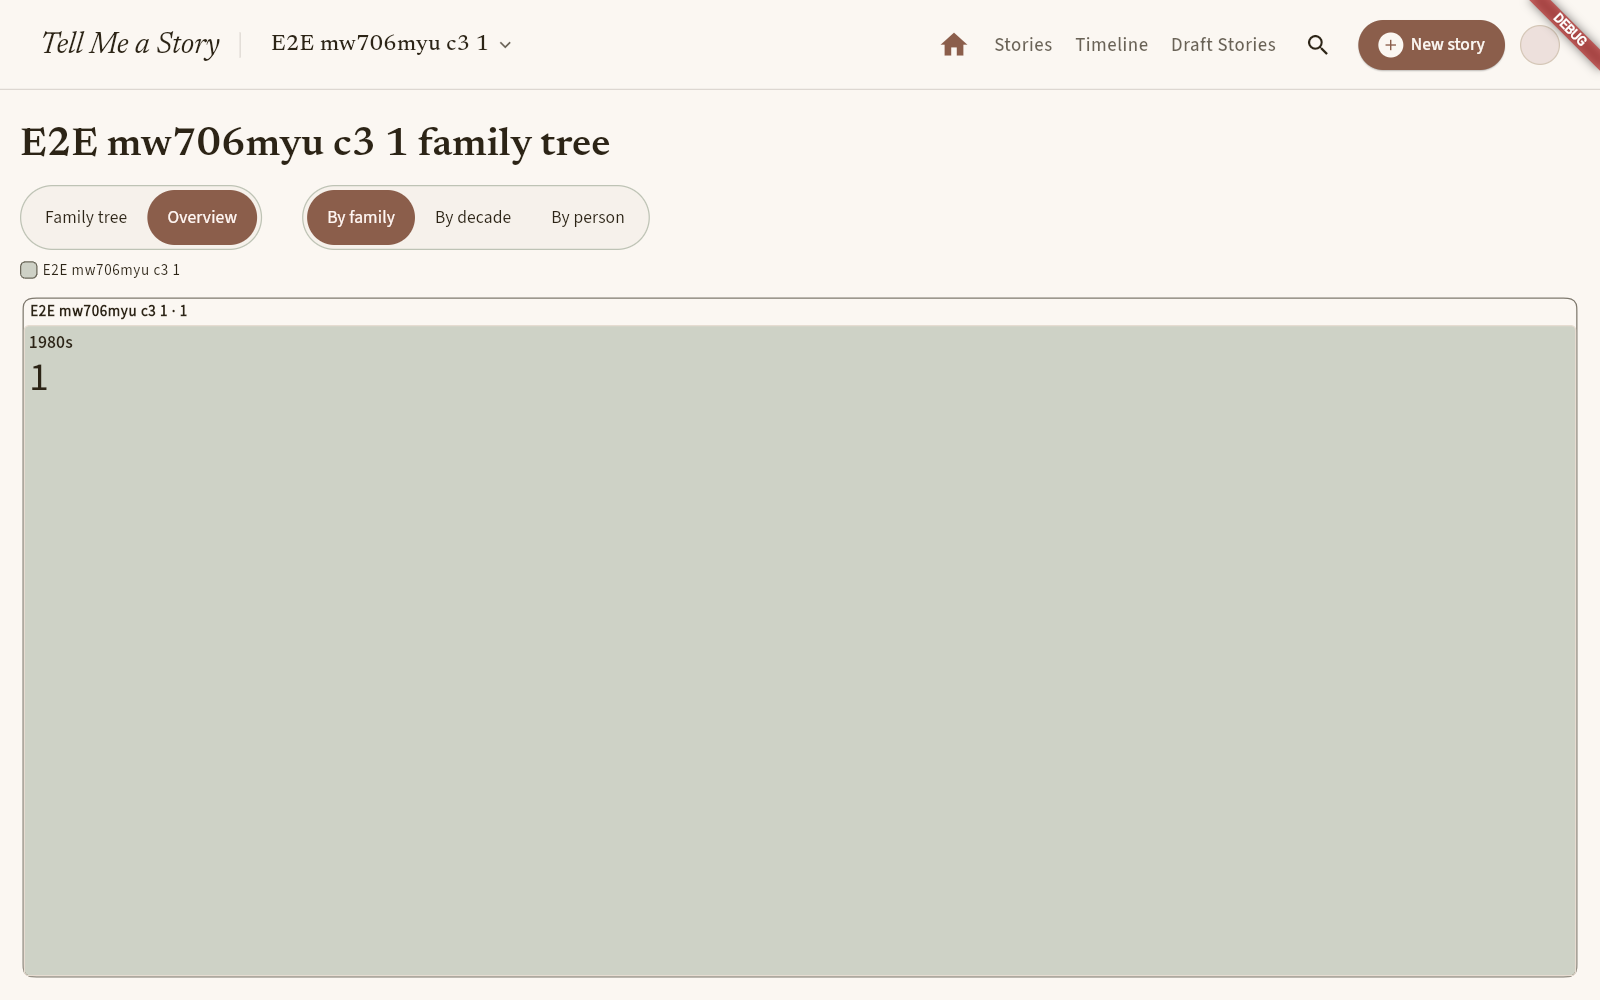 Tell Me a Story
E2E mw706myu c3 1
Stories
Timeline
Draft Stories
New story
DEBUG
E2E mw706myu c3 1 family tree
Family tree
Overview
By family
By decade
By person
E2E mw706myu c3 1
E2E mw706myu c3 1 · 1
1980s
1